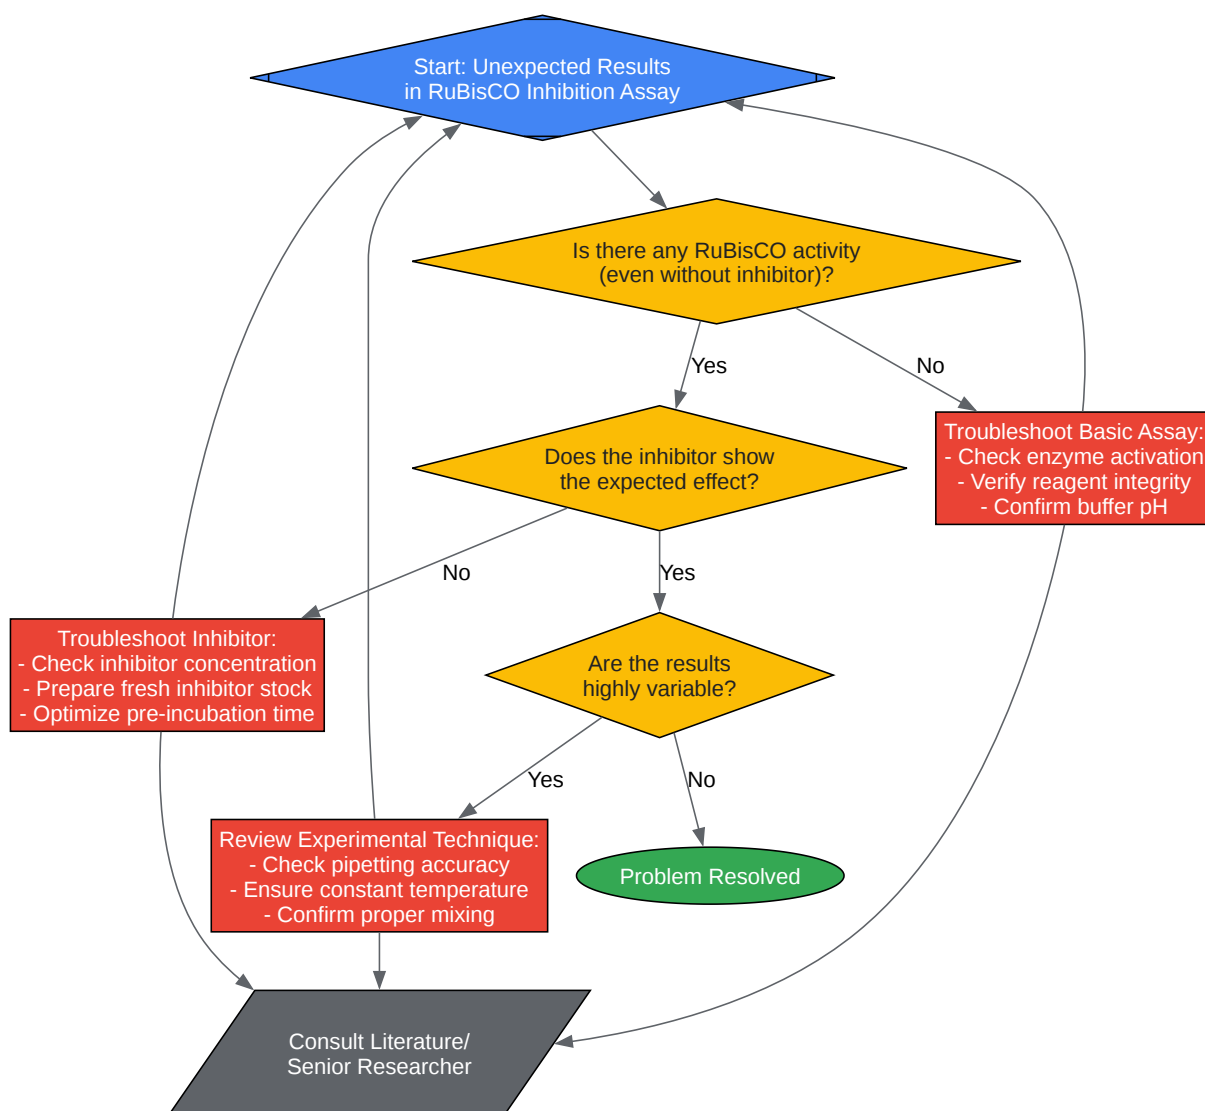 Start: Unexpected Results
in RuBisCO Inhibition Assay
Is there any RuBisCO activity
(even without inhibitor)?
Yes
No
Does the inhibitor show
the expected effect?
Troubleshoot Basic Assay:
- Check enzyme activation
- Verify reagent integrity
- Confirm buffer pH
No
Yes
Troubleshoot Inhibitor:
- Check inhibitor concentration
- Prepare fresh inhibitor stock
- Optimize pre-incubation time
Are the results
highly variable?
Yes
No
Review Experimental Technique:
- Check pipetting accuracy
- Ensure constant temperature
- Confirm proper mixing
Problem Resolved
Consult Literature/
Senior Researcher